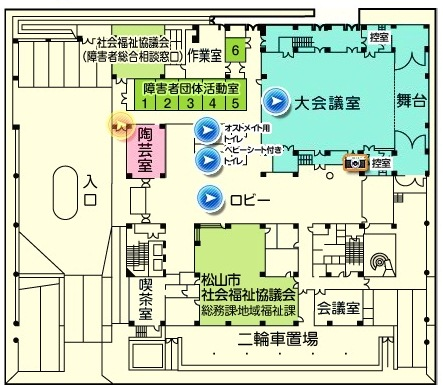 社会福祉協議会
(障害者総合相談窓口)
作業室
6
控室
障害者団体活動室
1 2 3 4 5
大会議室
舞台
オストメイト用
トイレ
ベビーシート付き
トイレ
陶芸室
控室
入口
ロビー
松山市
社会福祉協議会
総務課地域福祉課
喫茶室
会議室
二輪車置場